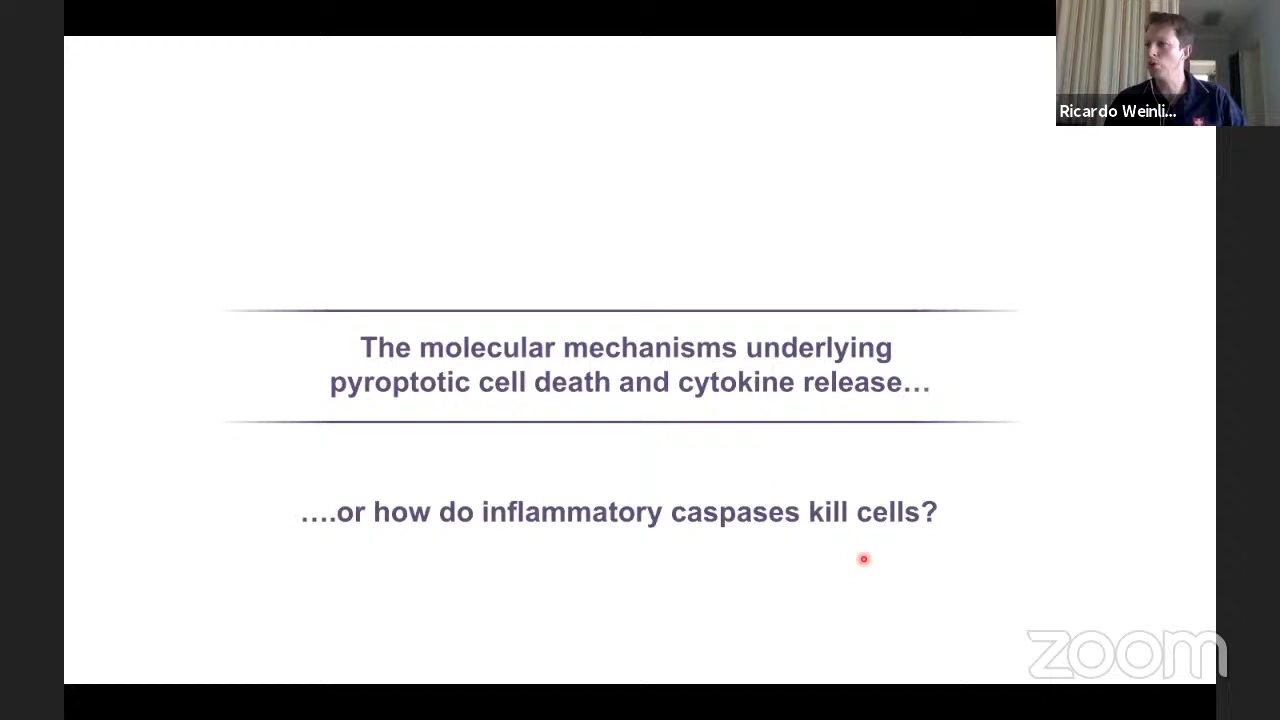 Ricardo Weinli...
The molecular mechanisms underlying
pyroptotic cell death and cytokine release…
….or how do inflammatory caspases kill cells?
zoom